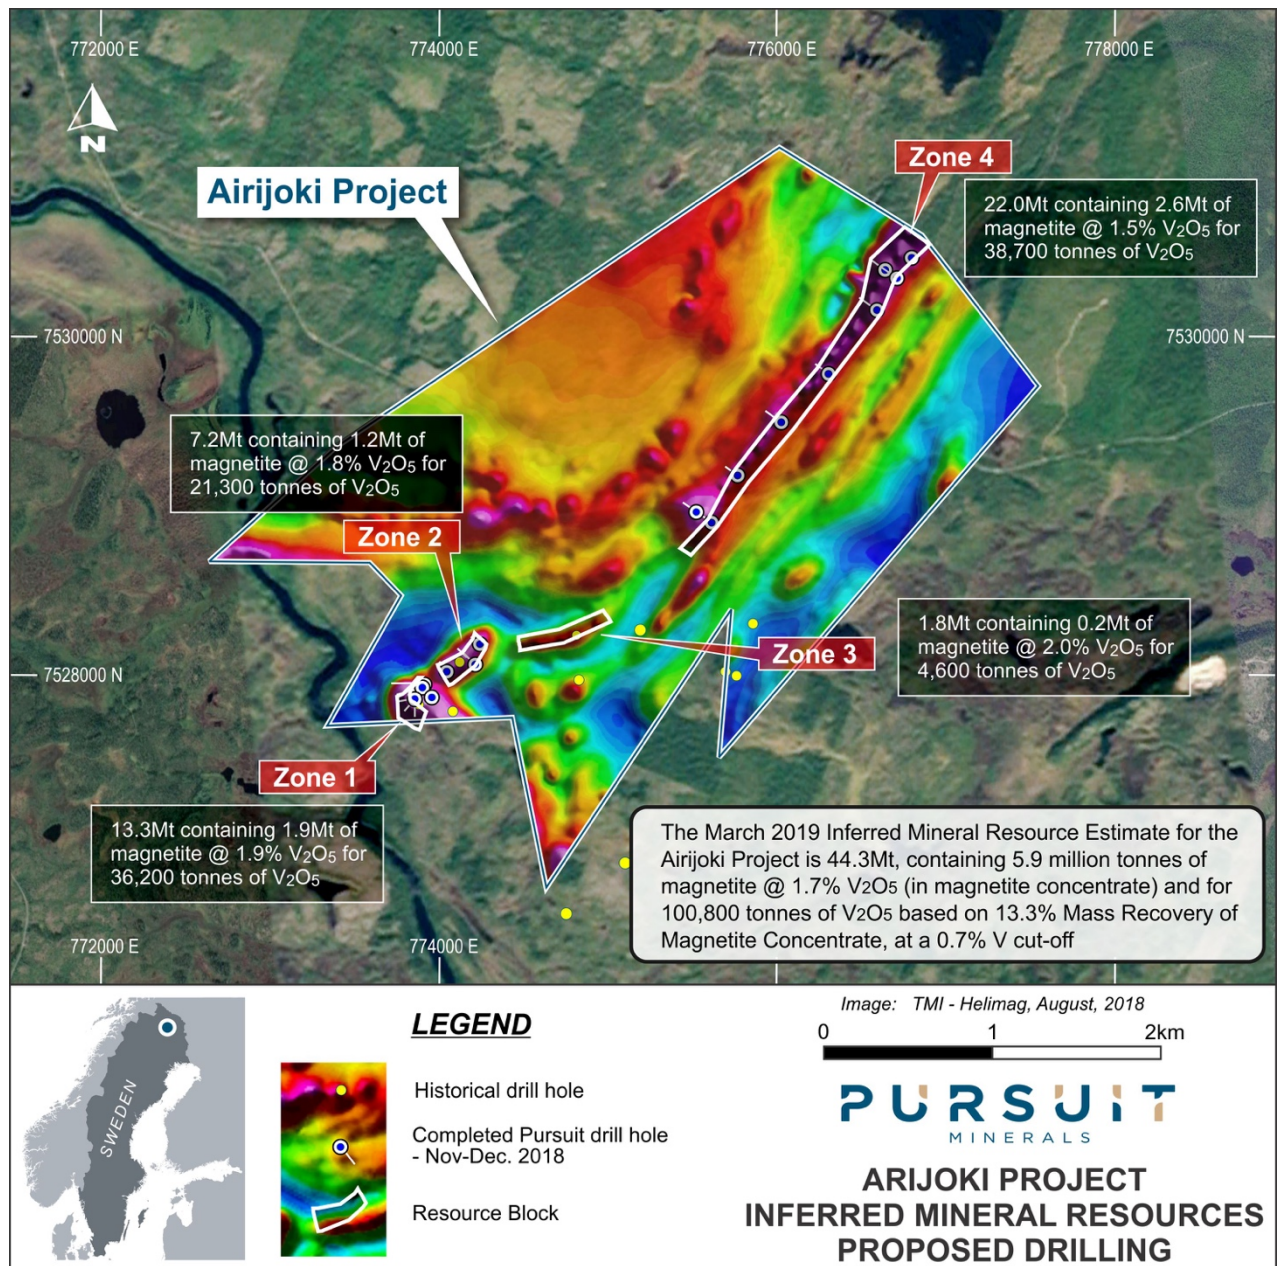 772000 E
774000 E
776000 E
778000 E
N
Zone 4
Airijoki Project
22.0Mt containing 2.6Mt of
magnetite @ 1.5% V2O5 for
38,700 tonnes of V2O5
7530000 N
7530000 N
7.2Mt containing 1.2Mt of
magnetite @ 1.8% V2O5 for
21,300 tonnes of V2O5
Zone 2
1.8Mt containing 0.2Mt of
magnetite @ 2.0% V2O5 for
4,600 tonnes of V2O5
Zone 3
7528000 N
Zone 1
13.3Mt containing 1.9Mt of
magnetite @ 1.9% V2O5 for
36,200 tonnes of V2O5
The March 2019 Inferred Mineral Resource Estimate for the
Airijoki Project is 44.3Mt, containing 5.9 million tonnes of
magnetite @ 1.7% V2O5 (in magnetite concentrate) and for
100,800 tonnes of V2O5 based on 13.3% Mass Recovery of
Magnetite Concentrate, at a 0.7% V cut-off
772000 E
774000 E
SWEDEN
LEGEND
Historical drill hole
Completed Pursuit drill hole
- Nov-Dec. 2018
Resource Block
Image: TMI - Helimag, August, 2018
0 1 2km
PURSUIT
MINERALS
ARIJOKI PROJECT
INFERRED MINERAL RESOURCES
PROPOSED DRILLING